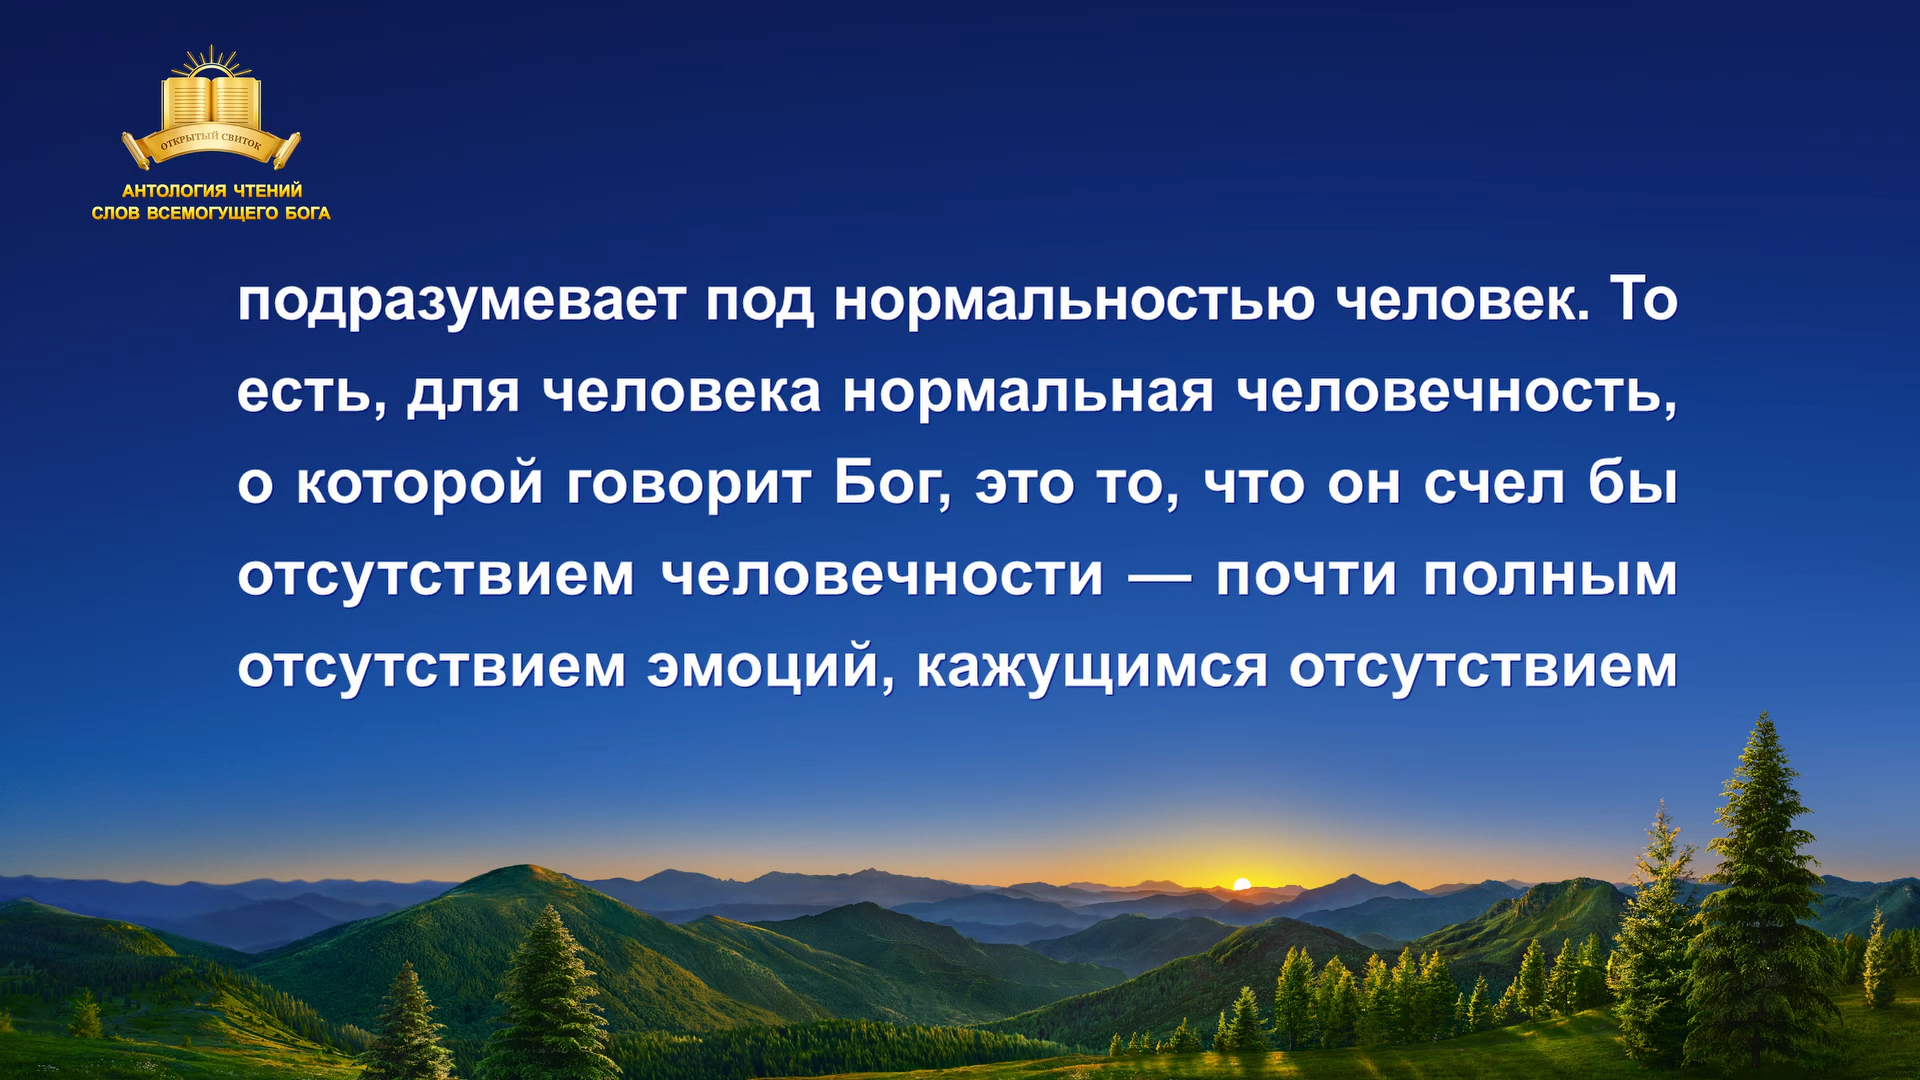 ОТКРЫТЫЙ СВИТОК
АНТОЛОГИЯ ЧТЕНИЙ
СЛОВ ВСЕМОГУЩЕГО БОГА
подразумевает под нормальностью человек. То
есть, для человека нормальная человечность,
о которой говорит Бог, это то, что он счел бы
отсутствием человечности — почти полным
отсутствием эмоций, кажущимся отсутствием